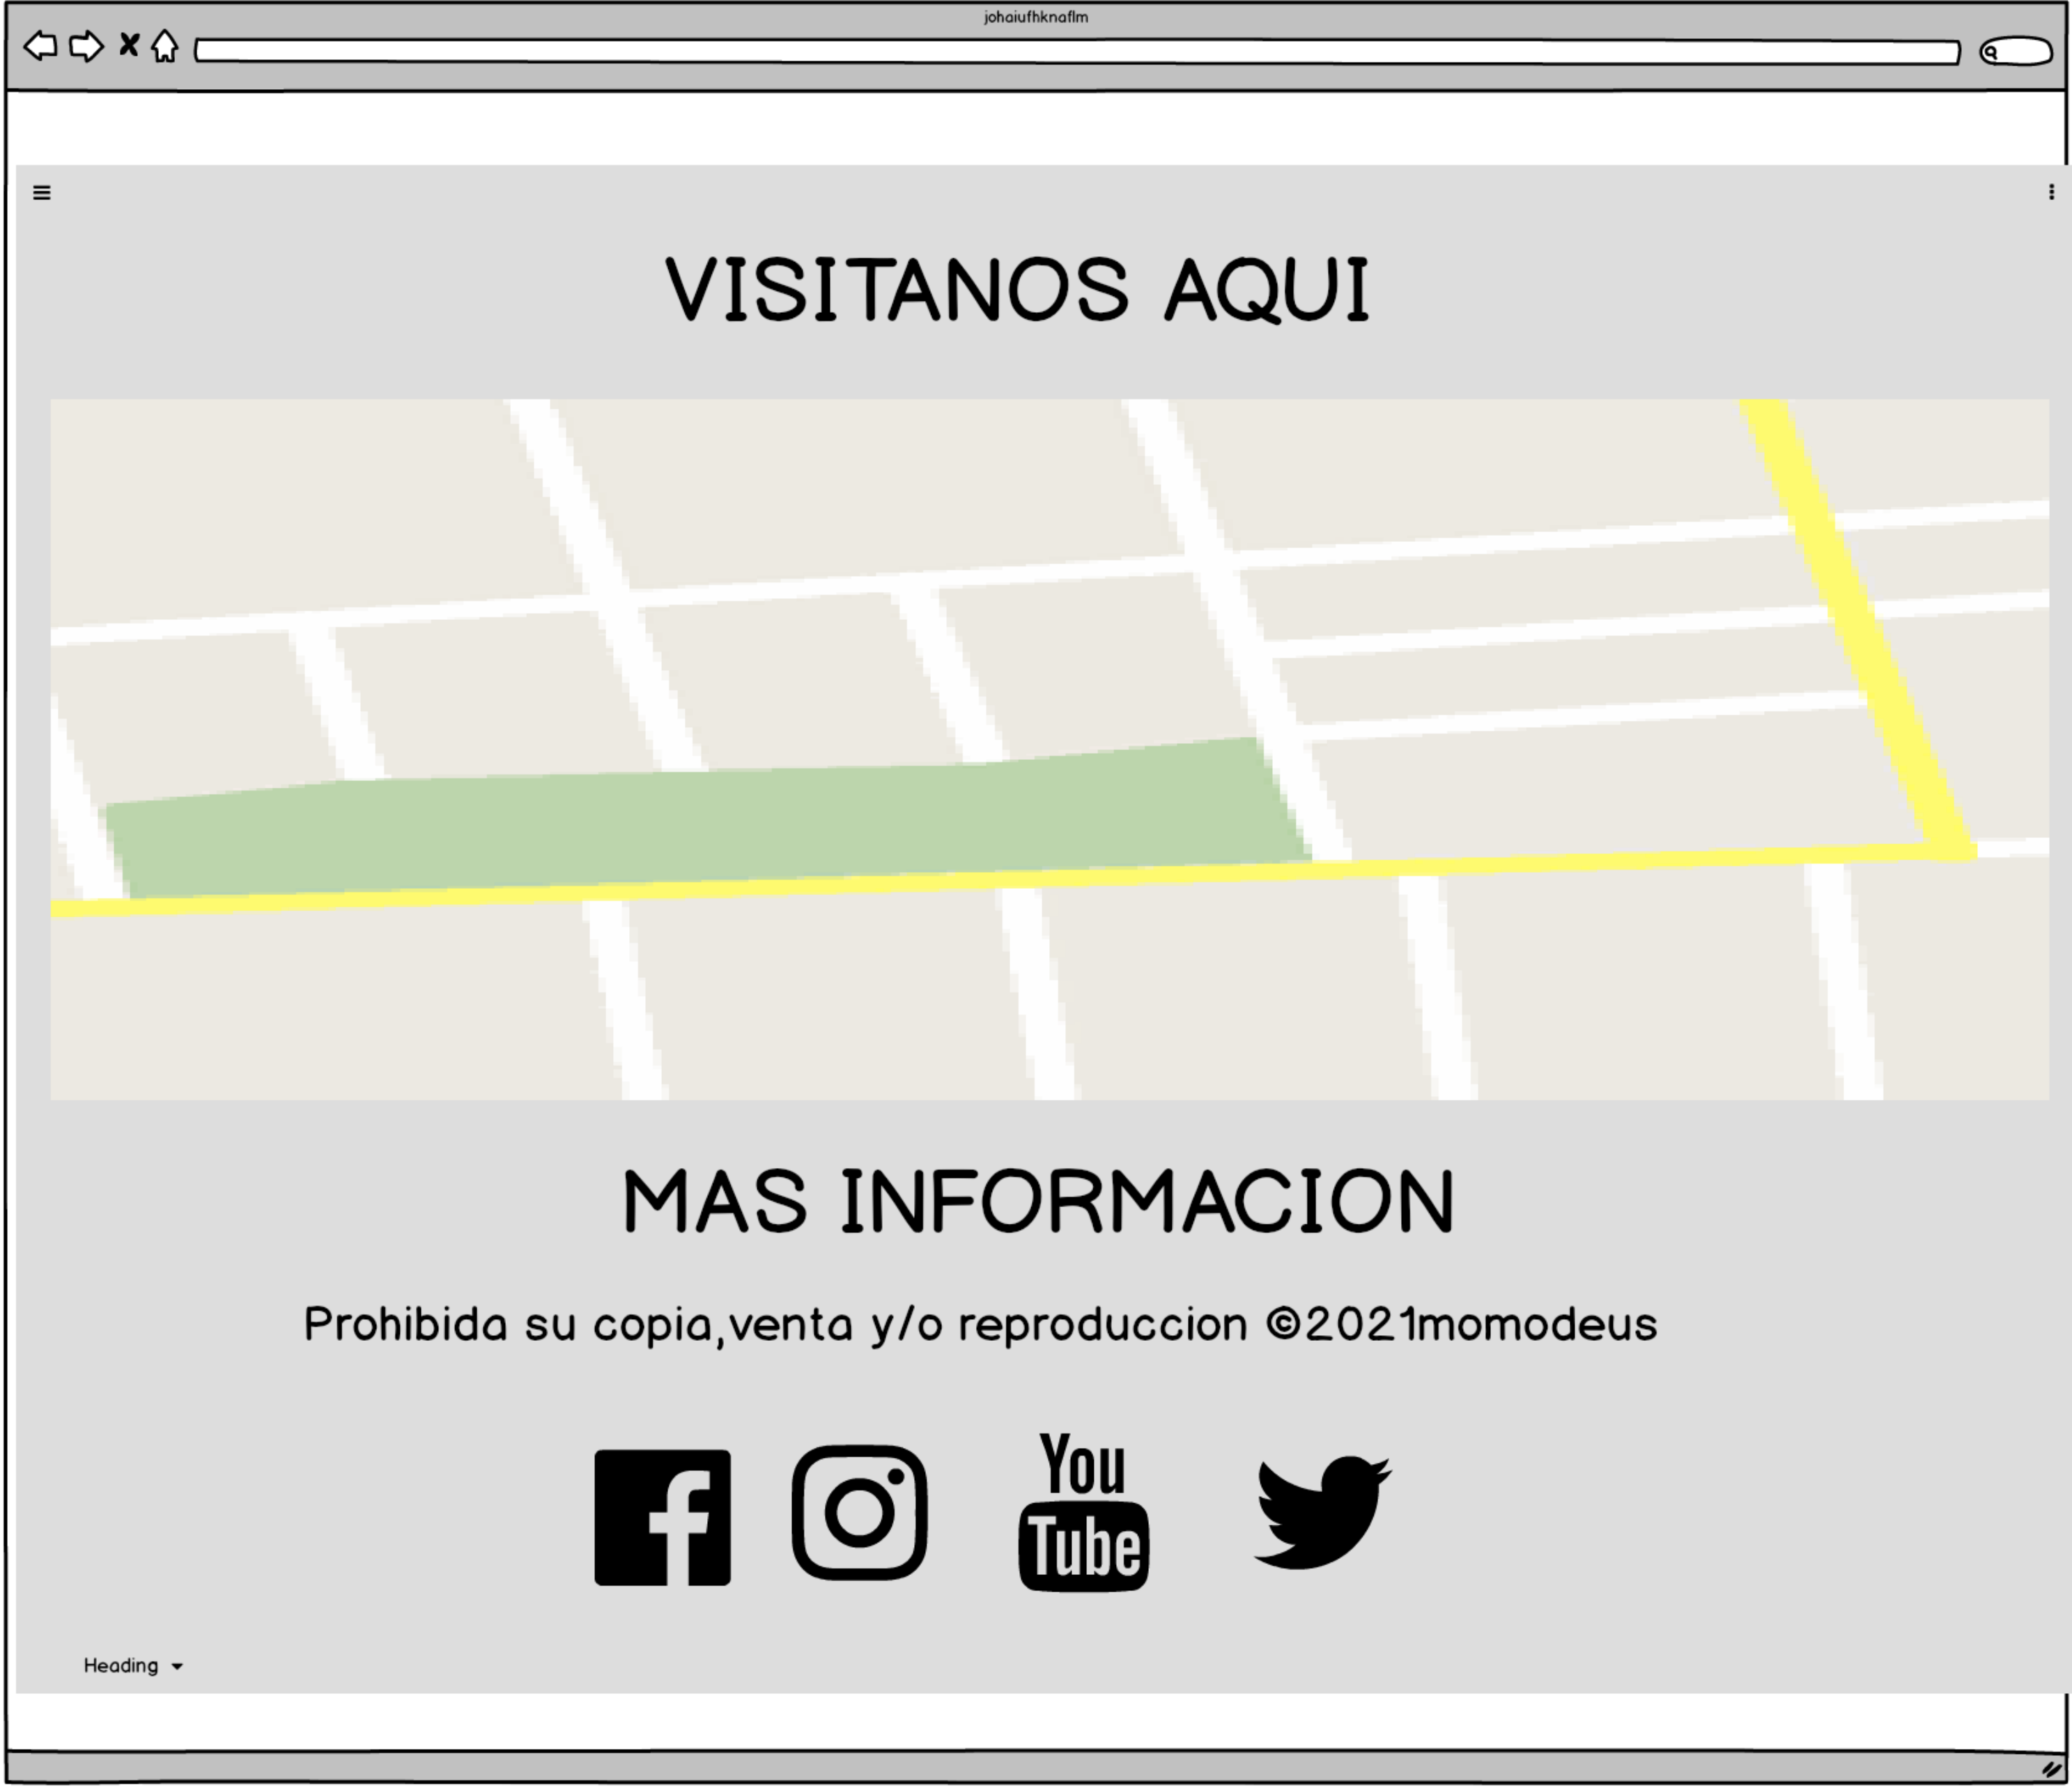 johaiufhknaflm
VISITANOS AQUI
MAS INFORMACION
Prohibida su copia,venta y/o reproduccion ©2021momodeus
You
Tube
Heading